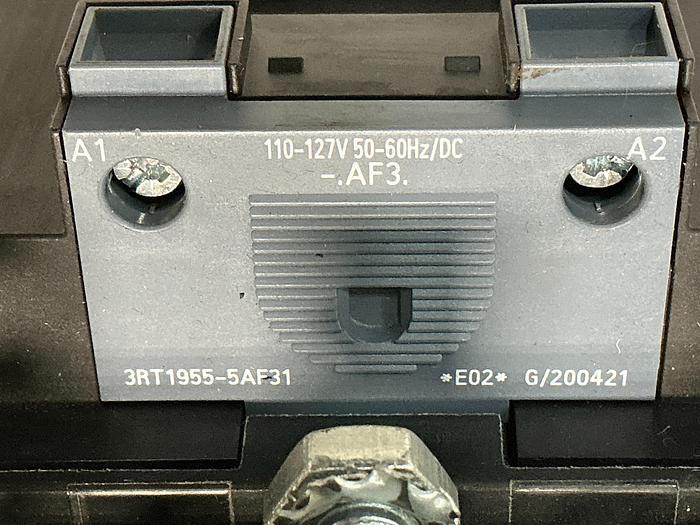 A1 110-127V 50-60Hz/DC A2
-.AF3.
3RT1955-5AF31 *E02* G/200421